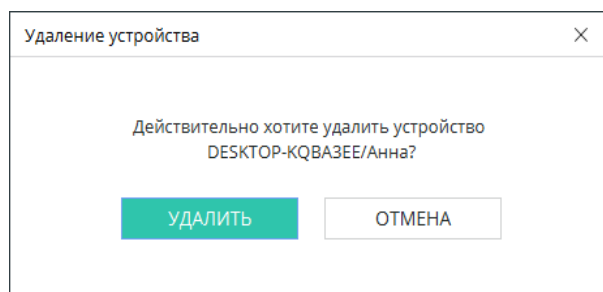 Удаление устройства
Действительно хотите удалить устройство
DESKTOP-KQBA3EE/Анна?
УДАЛИТЬ
ОТМЕНА